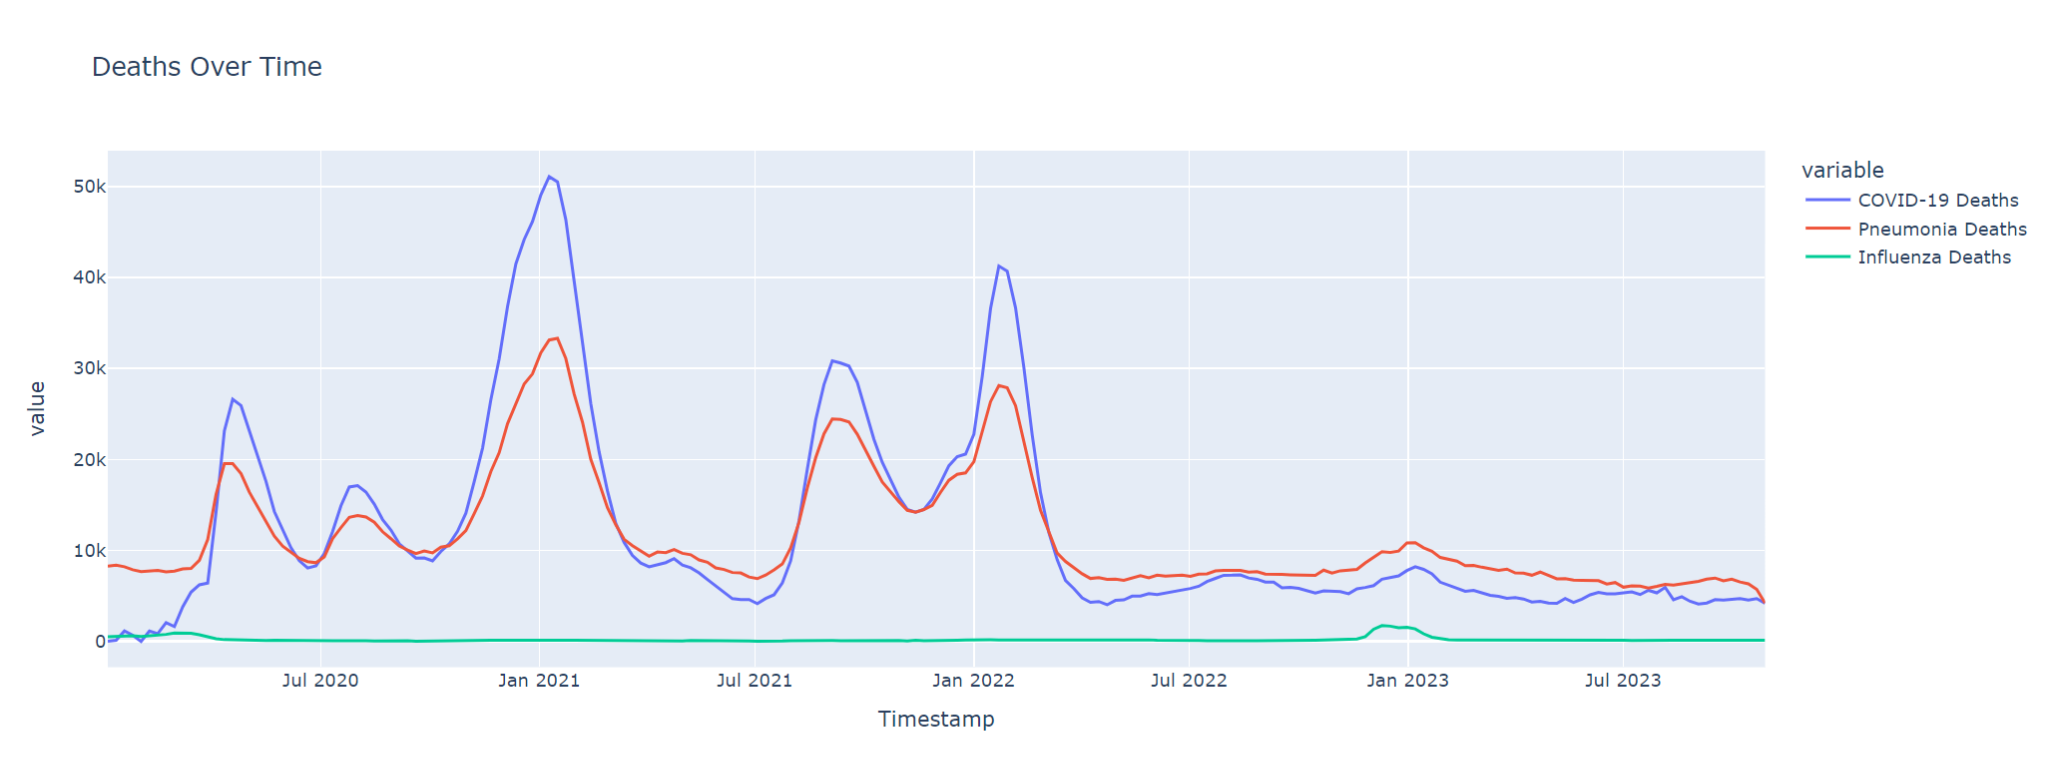 Deaths Over Time
variable
COVID-19 Deaths
Pneumonia Deaths
Influenza Deaths
value
50k
40k
30k
20k
10k
0
Jul 2020
Jan 2021
Jul 2021
Jan 2022
Jul 2022
Jan 2023
Jul 2023
Timestamp